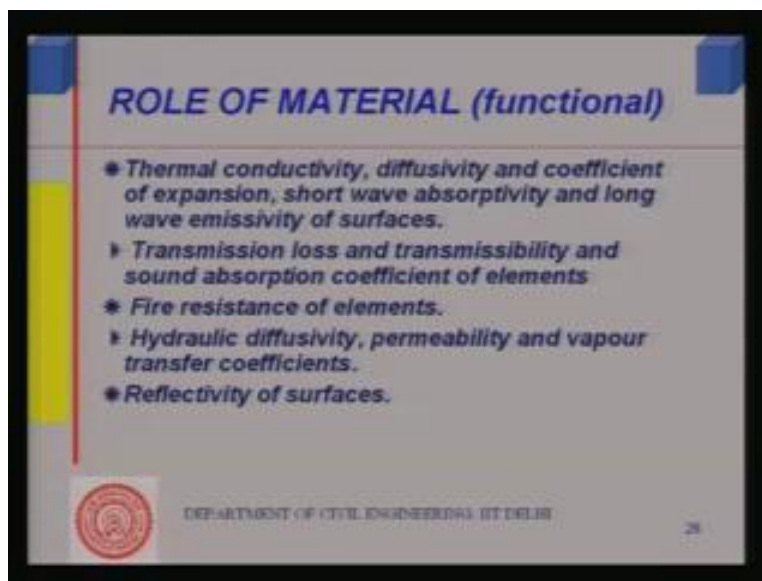 ROLE OF MATERIAL (functional)
Thermal conductivity, diffusivity and coefficient
of expansion, short wave absorptivity and long
wave emissivity of surfaces.
Transmission loss and transmissibility and
sound absorption coefficient of elements
Fire resistance of elements.
Hydraulic diffusivity, permeability and vapour
transfer coefficients.
Reflectivity of surfaces.
DEPARTMENT OF CIVIL ENGINEERING IIT DELHI